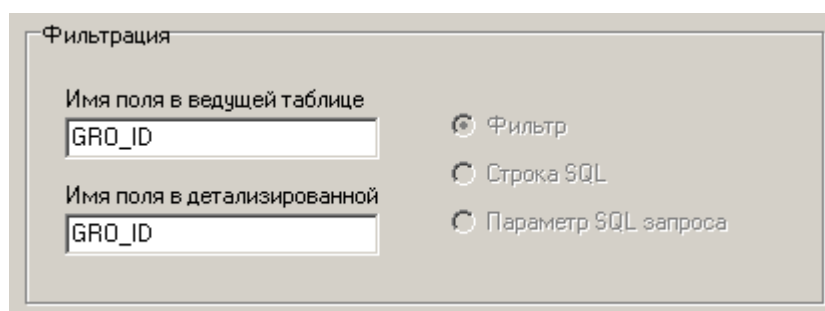 Фильтрация
Имя поля в ведущей таблице
GRO_ID
Имя поля в детализированной
GRO_ID
Фильтр
Строка SQL
Параметр SQL запроса